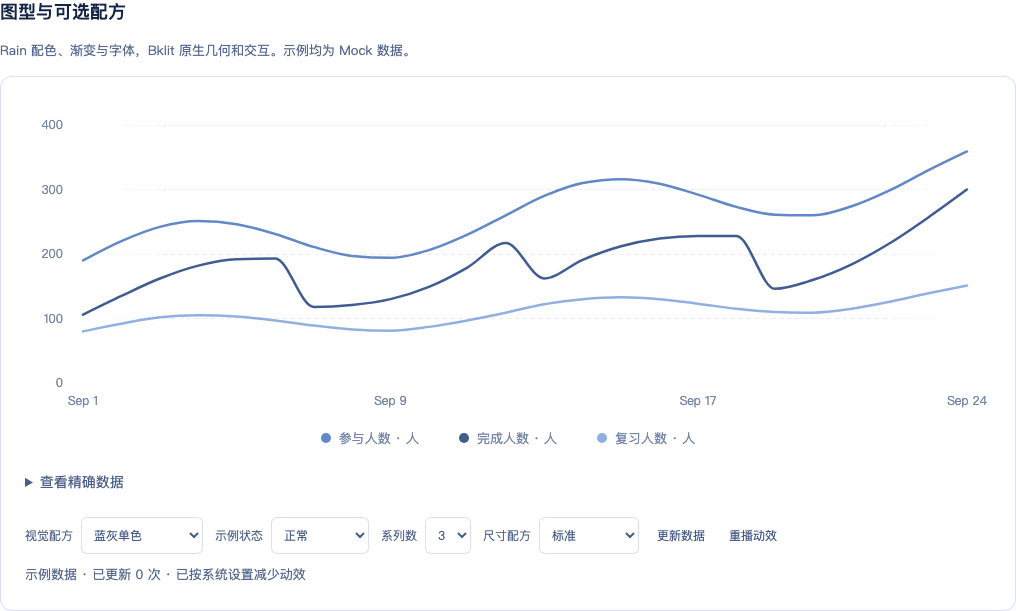 图型与可选配方
Rain 配色、渐变与字体，Bklit 原生几何和交互。示例均为 Mock 数据。
400
300
200
100
0
Sep 1 Sep 9 Sep 17 Sep 24
参与人数 · 人 完成人数 · 人 复习人数 · 人
▶ 查看精确数据
视觉配方 蓝灰单色 示例状态 正常 系列数 3 尺寸配方 标准 更新数据 重播动效
示例数据 · 已更新 0 次 · 已按系统设置减少动效